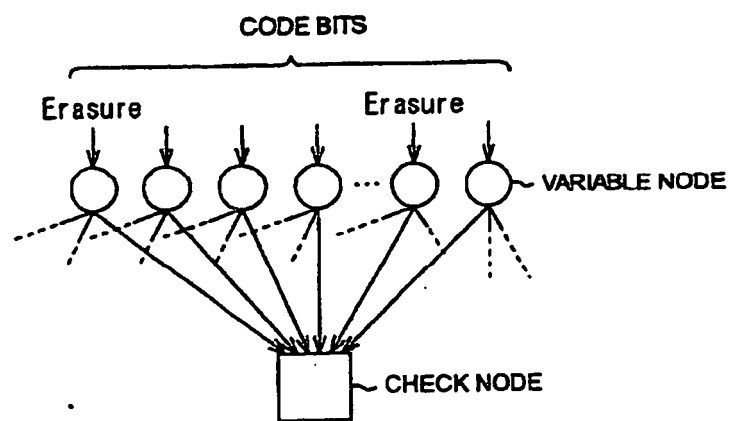 CODE BITS
Erasure Erasure
...
VARIABLE NODE
CHECK NODE